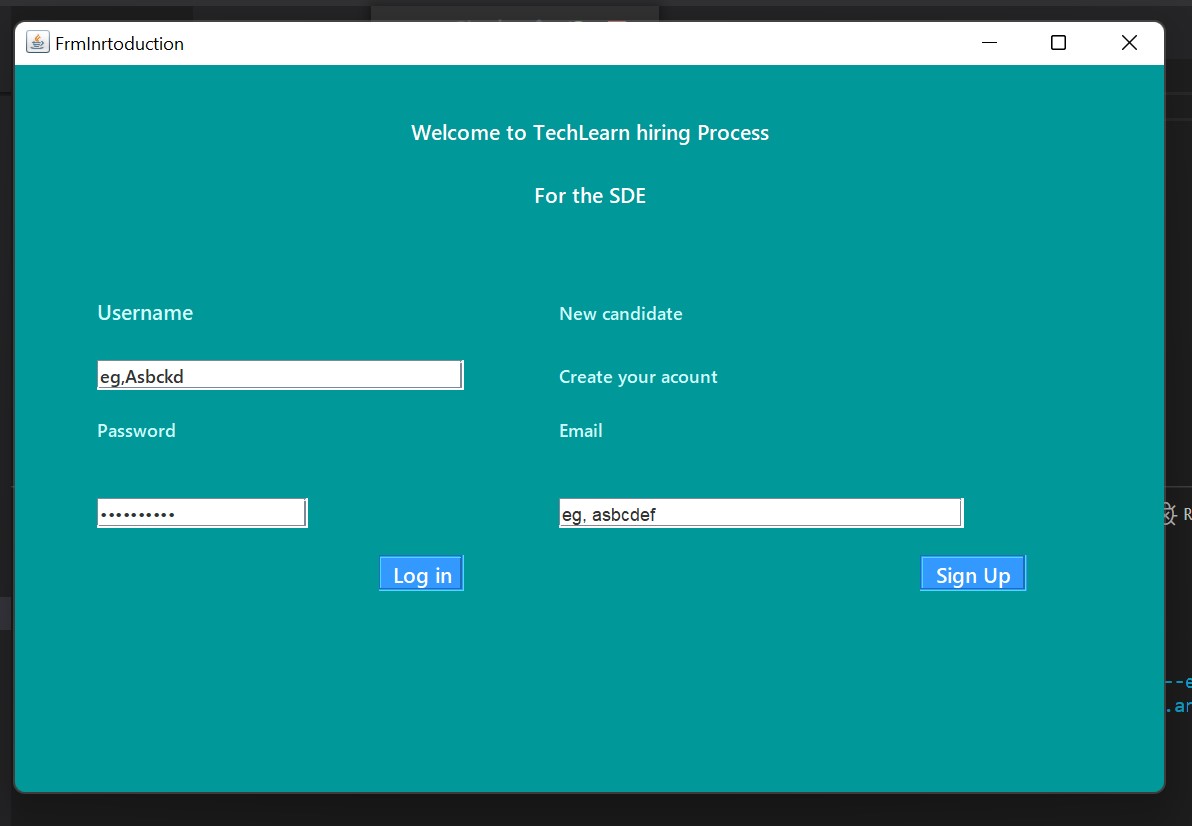 FrmInrtoduction
Welcome to TechLearn hiring Process
For the SDE
Username
New candidate
eg,Asbckd
Create your acount
Password
Email
••••••••••
eg, asbcdef
Log in
Sign Up
R
--e
.ar